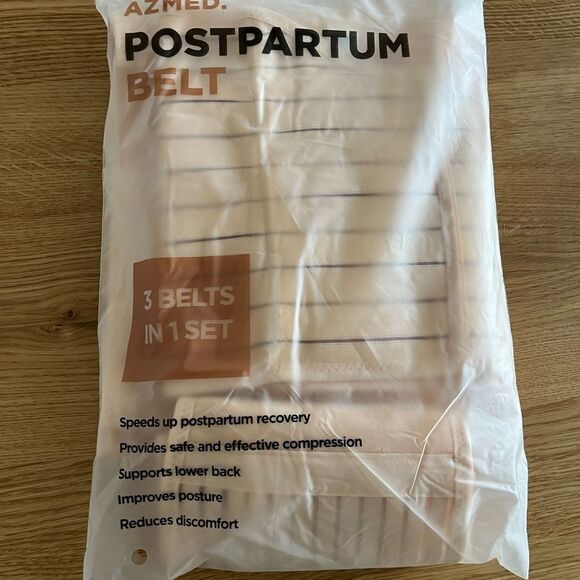 AZMED.
POSTPARTUM
BELT
3 BELTS
IN 1 SET
Speeds up postpartum recovery
Provides safe and effective compression
Supports lower back
Improves posture
Reduces discomfort